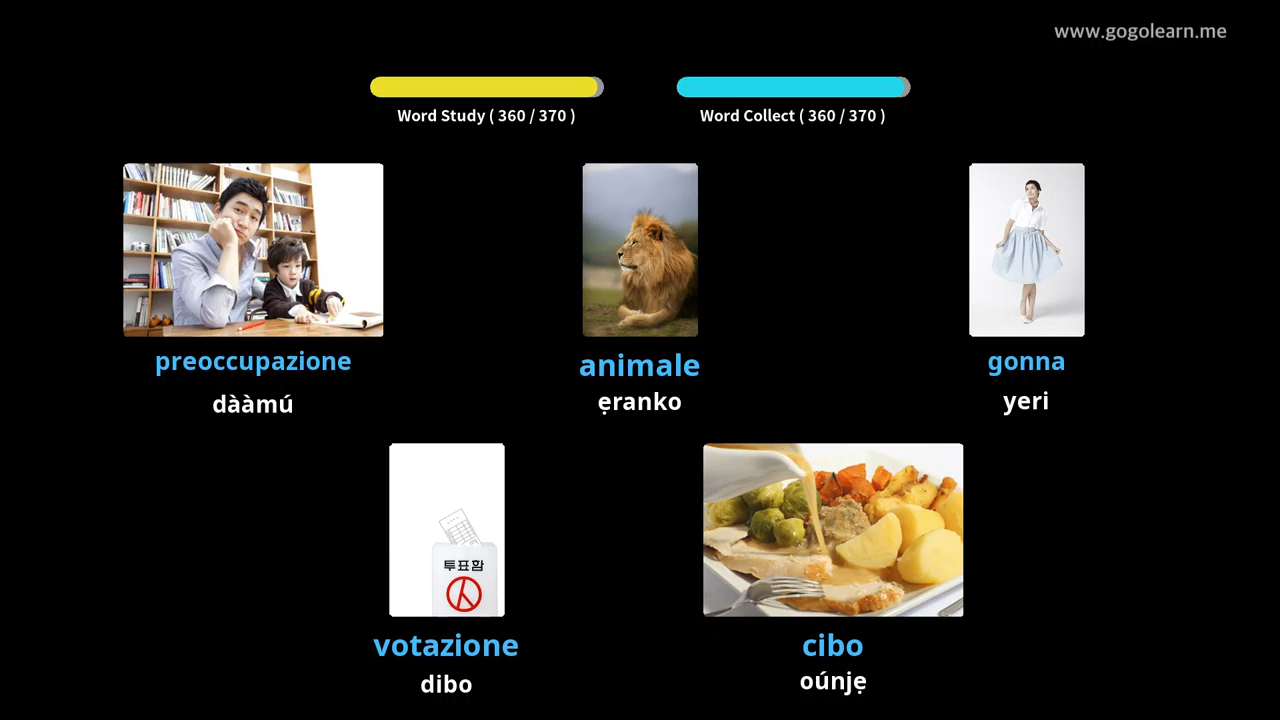 www.gogolearn.me
Word Study ( 360 / 370 )
Word Collect ( 360 / 370 )
preoccupazione
dààmú
animale
ẹranko
gonna
yeri
투표함
votazione
dibo
cibo
oúnjẹ